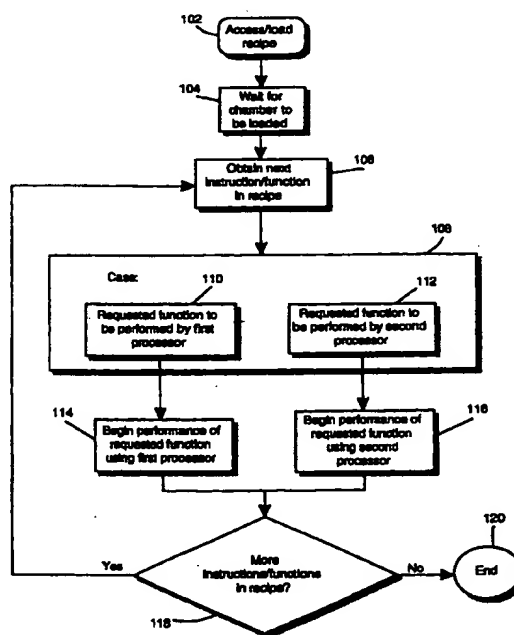 102
Access/load
recipe
104
Wait for
chamber to
be loaded
Obtain next
instruction/function
in recipe
106
108
Case:
110
112
Requested function
to be performed by first
processor
Requested function to
be performed by second
processor
114
Begin performance of
requested function
using first processor
116
Begin performance of
requested function
using second
processor
Yes
More
instructions/functions
in recipe?
No
120
End
118